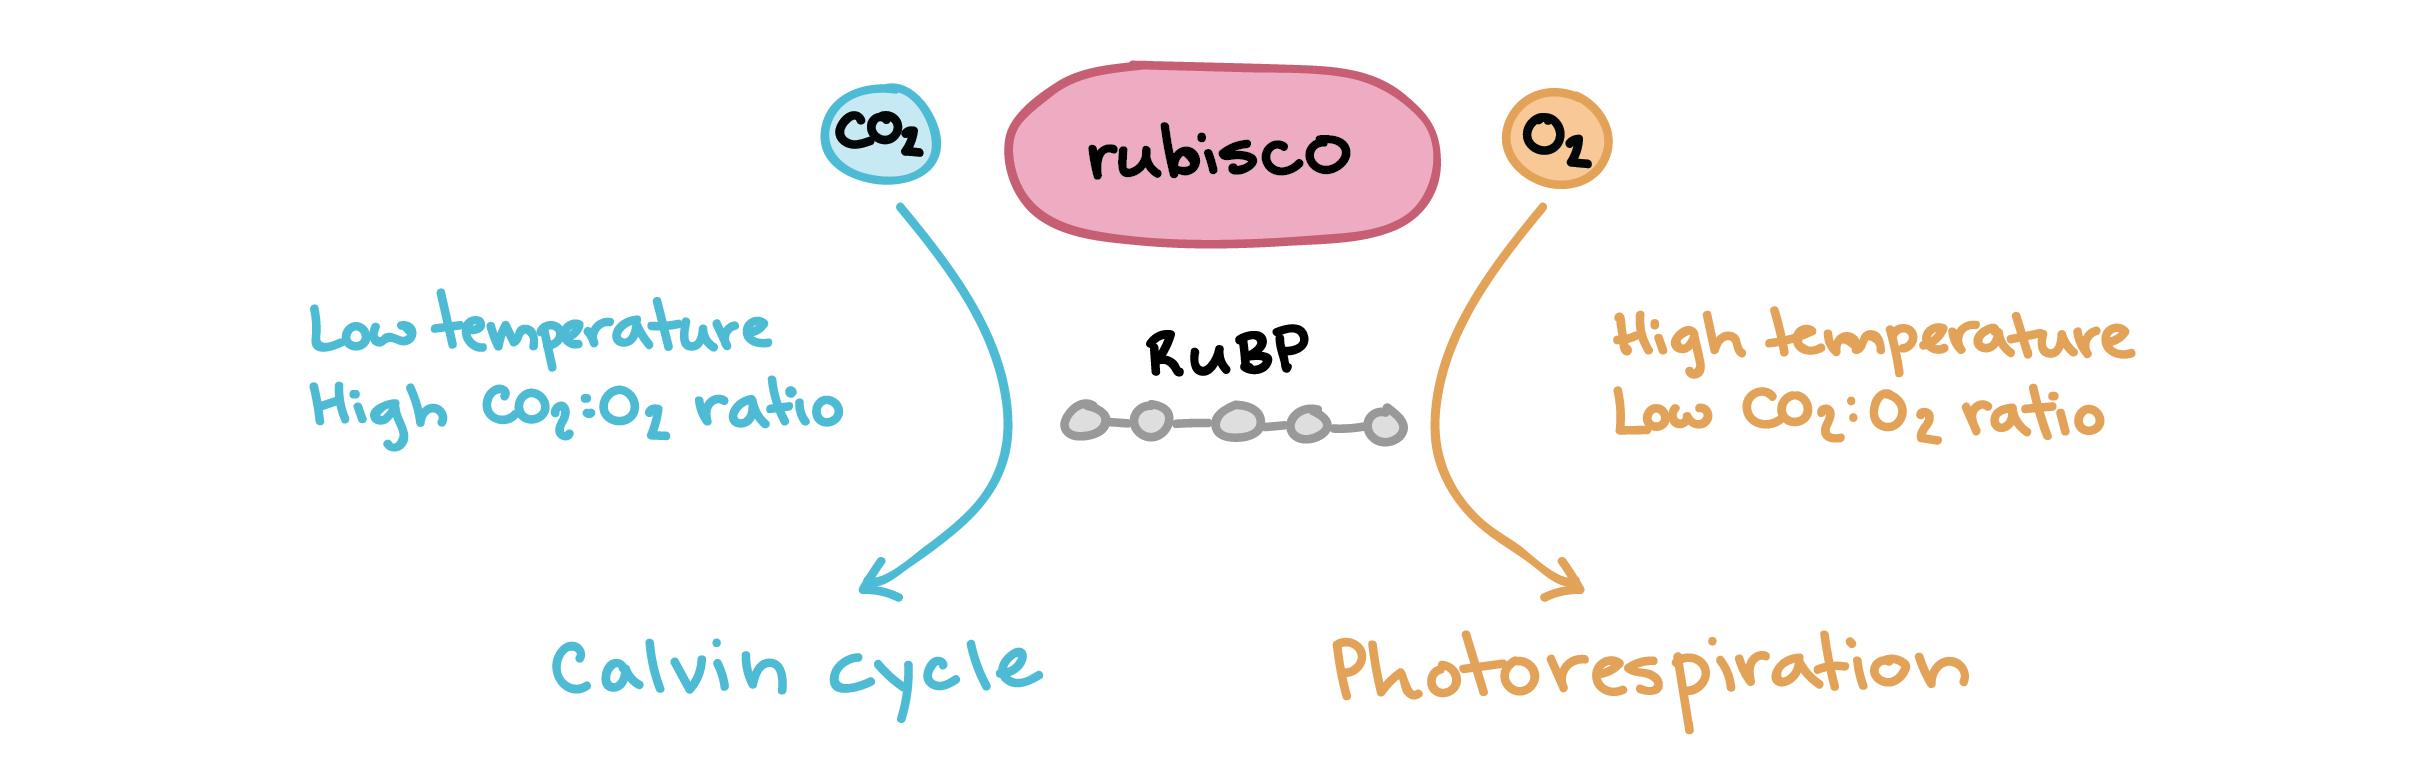 CO₂
rubisco
O₂
Low temperature
High CO₂:O₂ ratio
RuBP
High temperature
Low CO₂:O₂ ratio
Calvin cycle
Photorespiration